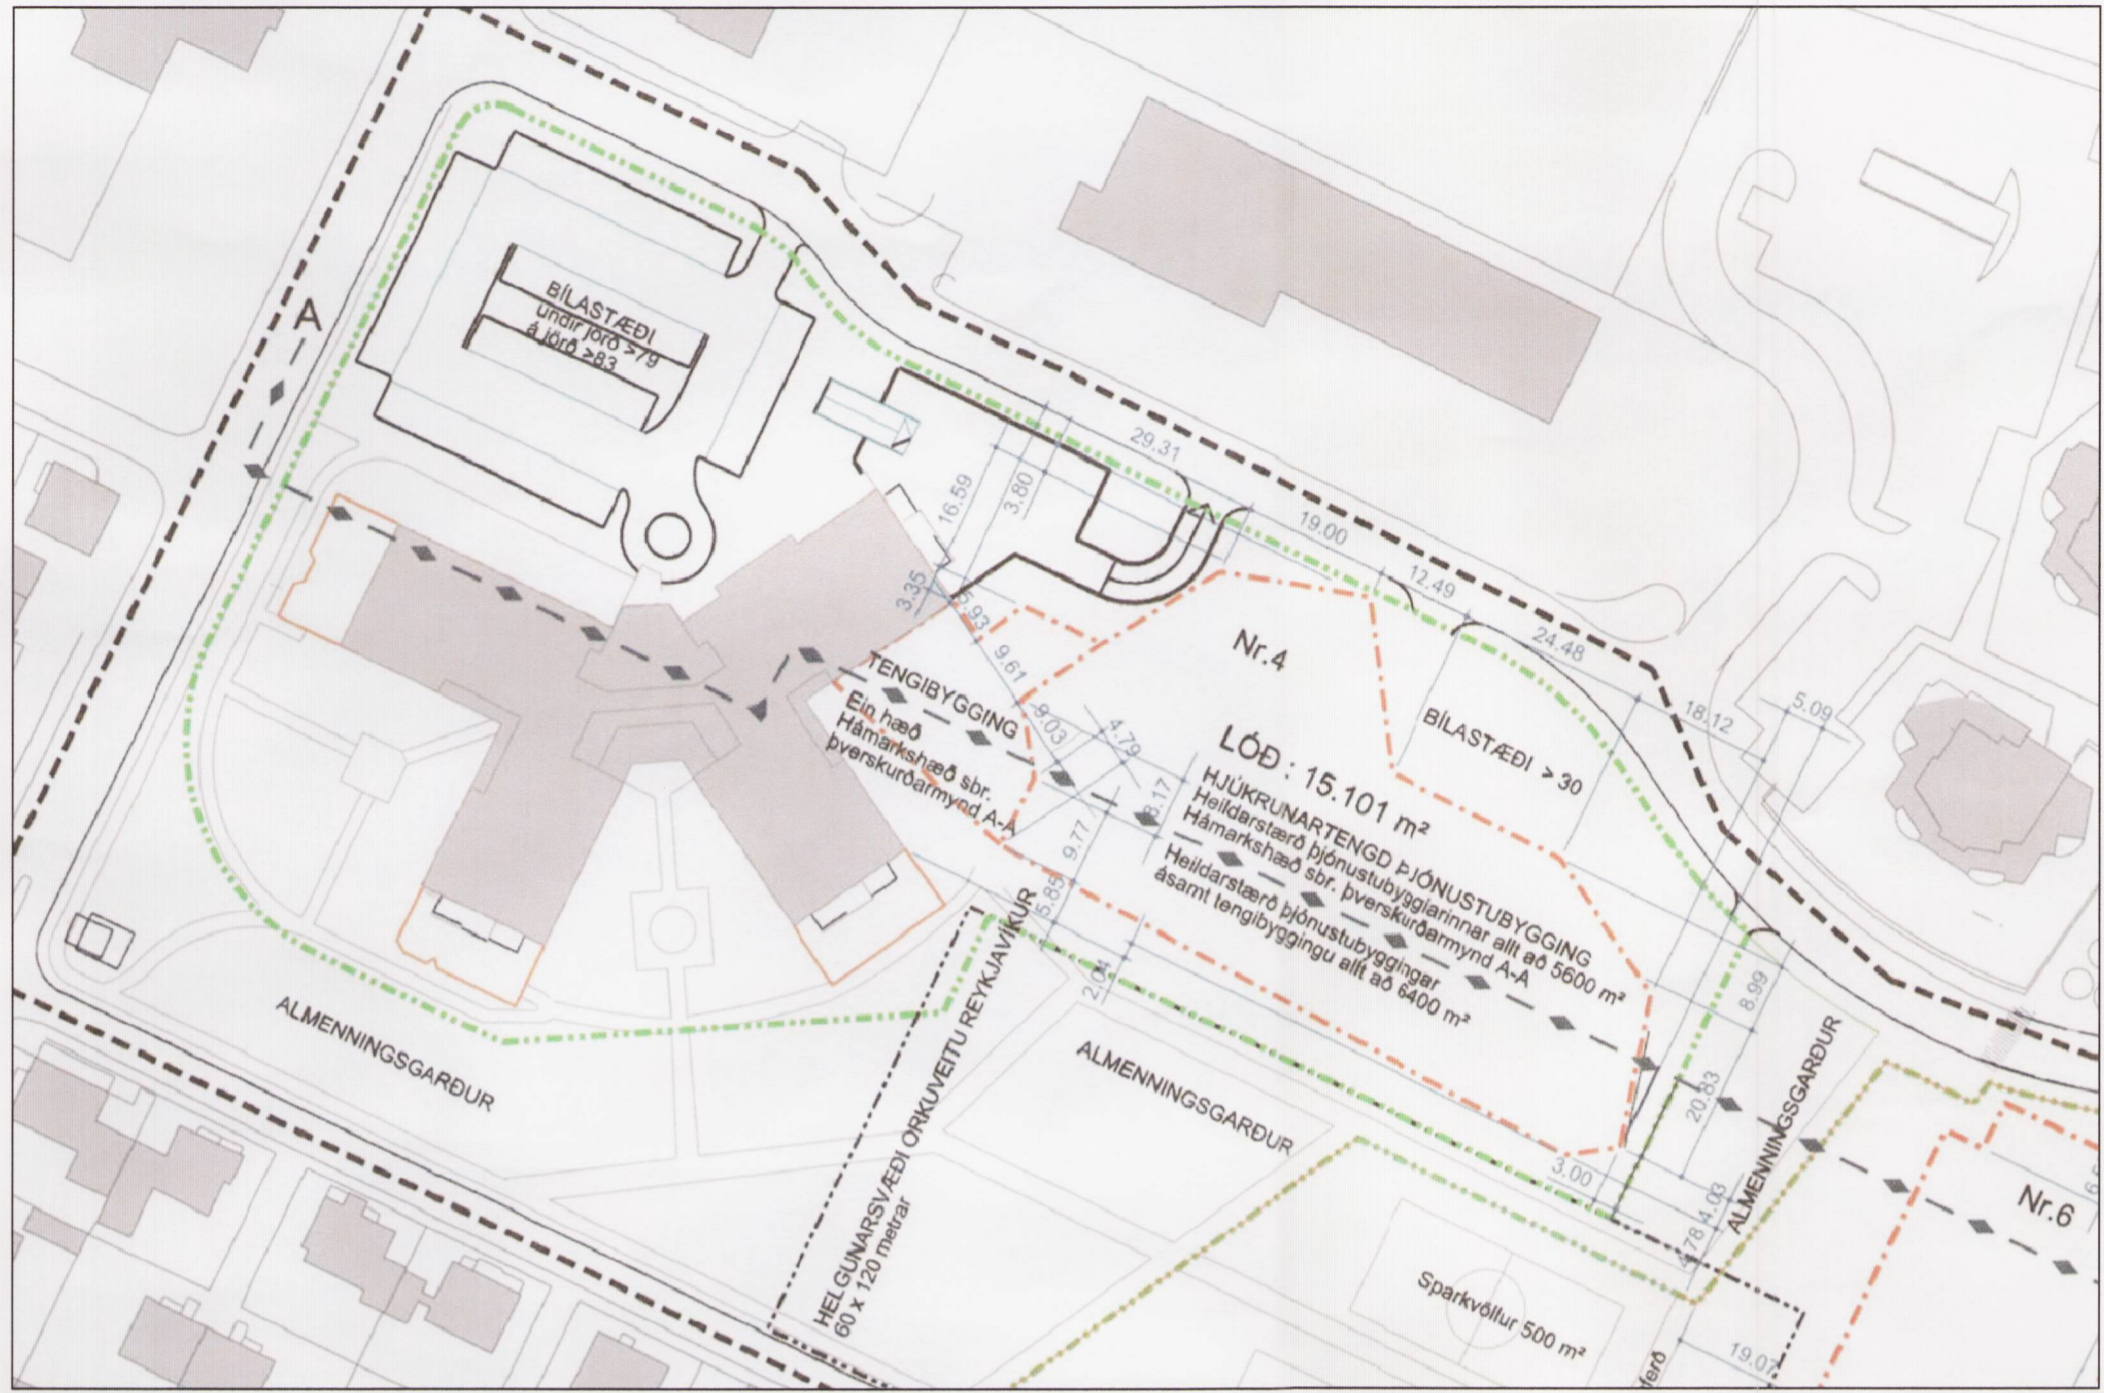 A
BÍLASTÆÐI
undir jörð >79
á jörð >83
29.31
16.59
3.80
19.00
12.49
24.48
18.12
5.09
3.35
5.93
9.61
9.03
4.79
8.17
9.77
5.85
2.04
Nr.4
BÍLASTÆÐI >30
TENGIBYGGING
Ein hæð
Hámarkshæð sbr.
þverskurðarmynd A-A
LÓÐ : 15.101 m²
HJÚKRUNARTENGD ÞJÓNUSTUBYGGING
Heildarstærð þjónustubyggiarinnar allt að 5600 m²
Hámarkshæð sbr. þverskurðarmynd A-A
Heildarstærð þjónustubyggingar
ásamt tengibyggingu allt að 6400 m²
ALMENNINGSGARÐUR
HELGUNARSVÆÐI ORKUVEITU REYKJAVÍKUR
60 x 120 metrar
ALMENNINGSGARÐUR
ALMENNINGSGARÐUR
8.99
20.83
3.00
4.03
4.78
Nr.6
Sparkvöllur 500 m²
19.07
ferð